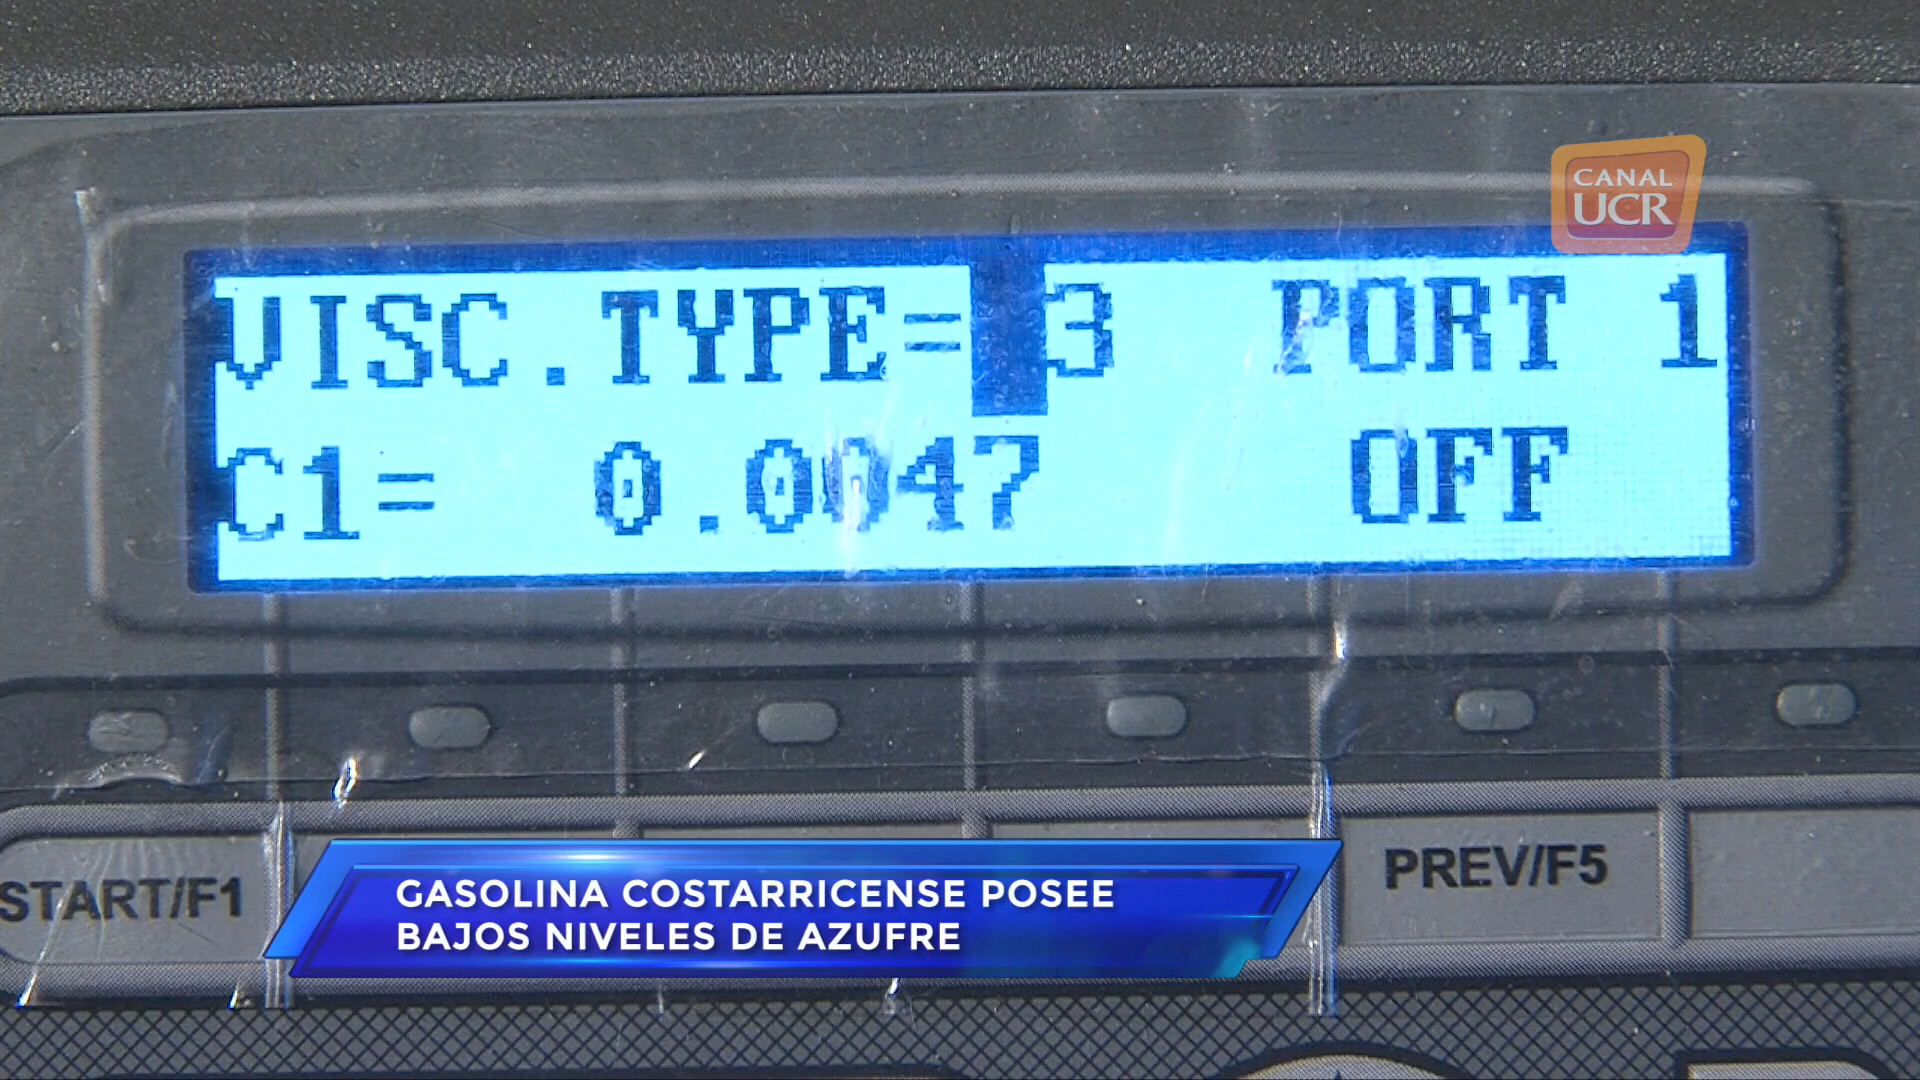 CANAL
UCR
VISC.TYPE= 3 PORT 1
C1= 0.0047 OFF
START/F1
PREV/F5
GASOLINA COSTARRICENSE POSEE
BAJOS NIVELES DE AZUFRE